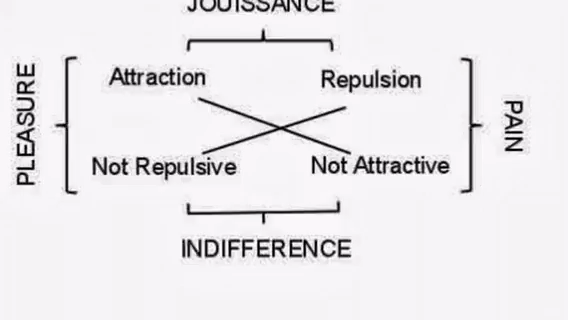 JOUISSANCE
Attraction
Repulsion
PLEASURE
PAIN
Not Repulsive
Not Attractive
INDIFFERENCE